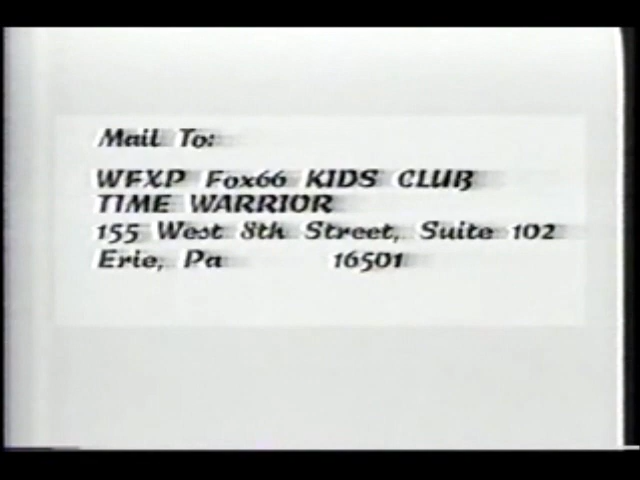 Mail To:
WFXP Fox66 KIDS CLUB
TIME WARRIOR
155 West 8th Street, Suite 102
Erie, Pa 16501